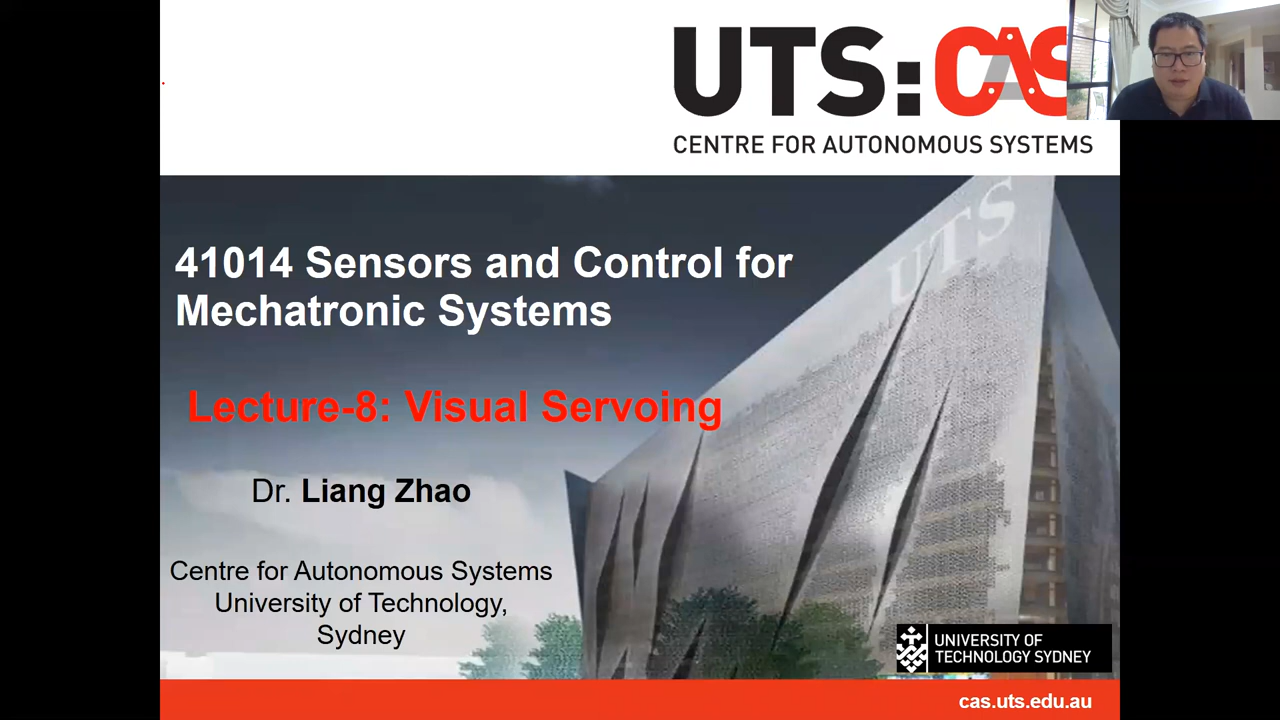 UTS:CAS
CENTRE FOR AUTONOMOUS SYSTEMS
UTS
41014 Sensors and Control for
Mechatronic Systems
Lecture-8: Visual Servoing
Dr. Liang Zhao
Centre for Autonomous Systems
University of Technology,
Sydney
UNIVERSITY OF
TECHNOLOGY SYDNEY
cas.uts.edu.au